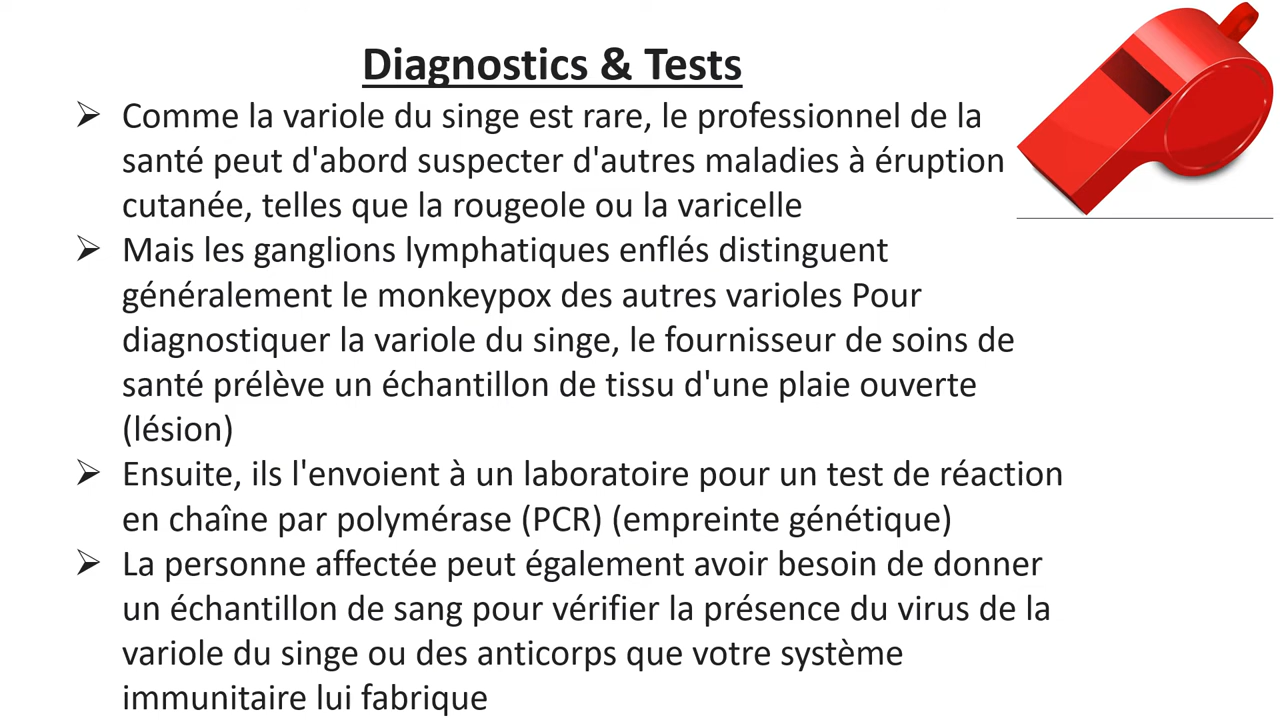 Diagnostics & Tests
➢ Comme la variole du singe est rare, le professionnel de la
santé peut d'abord suspecter d'autres maladies à éruption
cutanée, telles que la rougeole ou la varicelle
➢ Mais les ganglions lymphatiques enflés distinguent
généralement le monkeypox des autres varioles Pour
diagnostiquer la variole du singe, le fournisseur de soins de
santé prélève un échantillon de tissu d'une plaie ouverte
(lésion)
➢ Ensuite, ils l'envoient à un laboratoire pour un test de réaction
en chaîne par polymérase (PCR) (empreinte génétique)
➢ La personne affectée peut également avoir besoin de donner
un échantillon de sang pour vérifier la présence du virus de la
variole du singe ou des anticorps que votre système
immunitaire lui fabrique